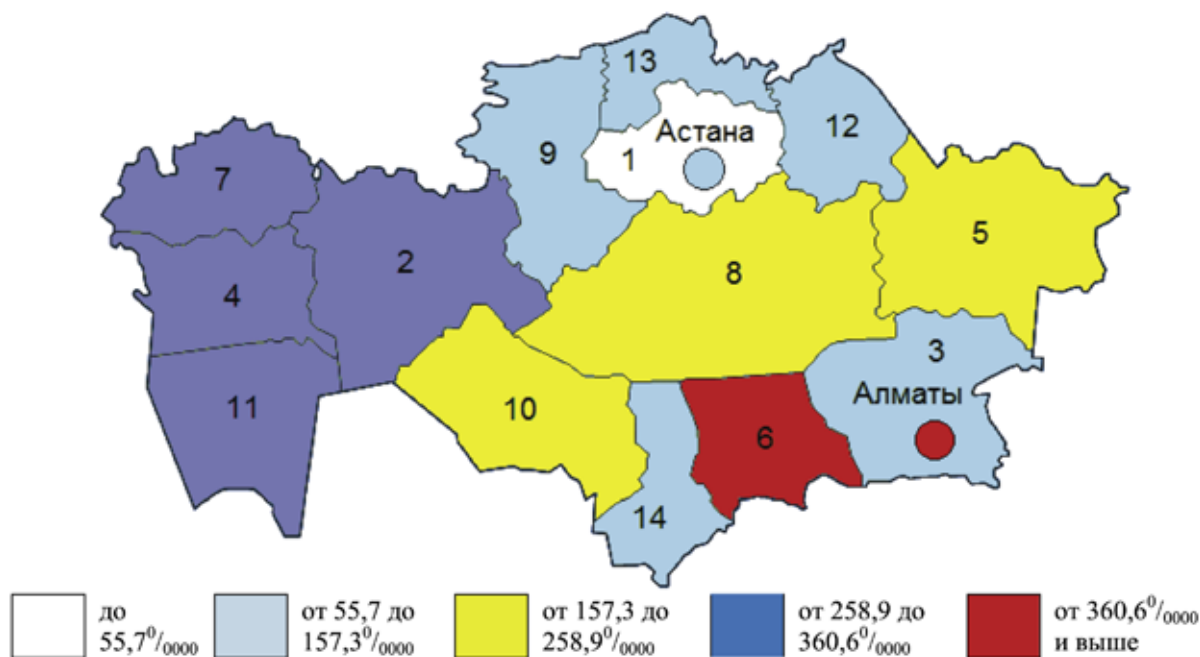 13
12
Астана
9
1
7
5
2
8
4
3
Алматы
10
11
6
14
до
55,7⁰/₀₀₀₀
от 55,7 до
157,3⁰/₀₀₀₀
от 157,3 до
258,9⁰/₀₀₀₀
от 258,9 до
360,6⁰/₀₀₀₀
от 360,6⁰/₀₀₀₀
и выше